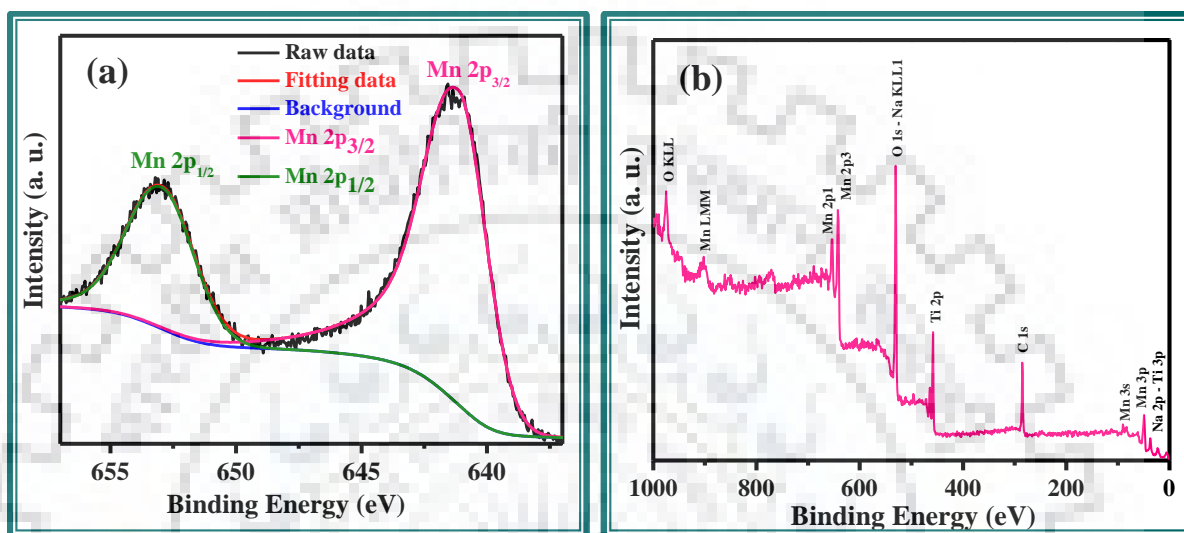 (a)
Raw data
Fitting data
Background
Mn 2p3/2
Mn 2p1/2
Mn 2p3/2
Mn 2p1/2
Intensity (a. u.)
655
650
645
640
Binding Energy (eV)
(b)
O KLL
Mn LMM
Mn 2p1
Mn 2p3
O 1s - Na KLL1
Ti 2p
C 1s
Mn 3s
Mn 3p
Na 2p - Ti 3p
Intensity (a. u.)
1000
800
600
400
200
0
Binding Energy (eV)